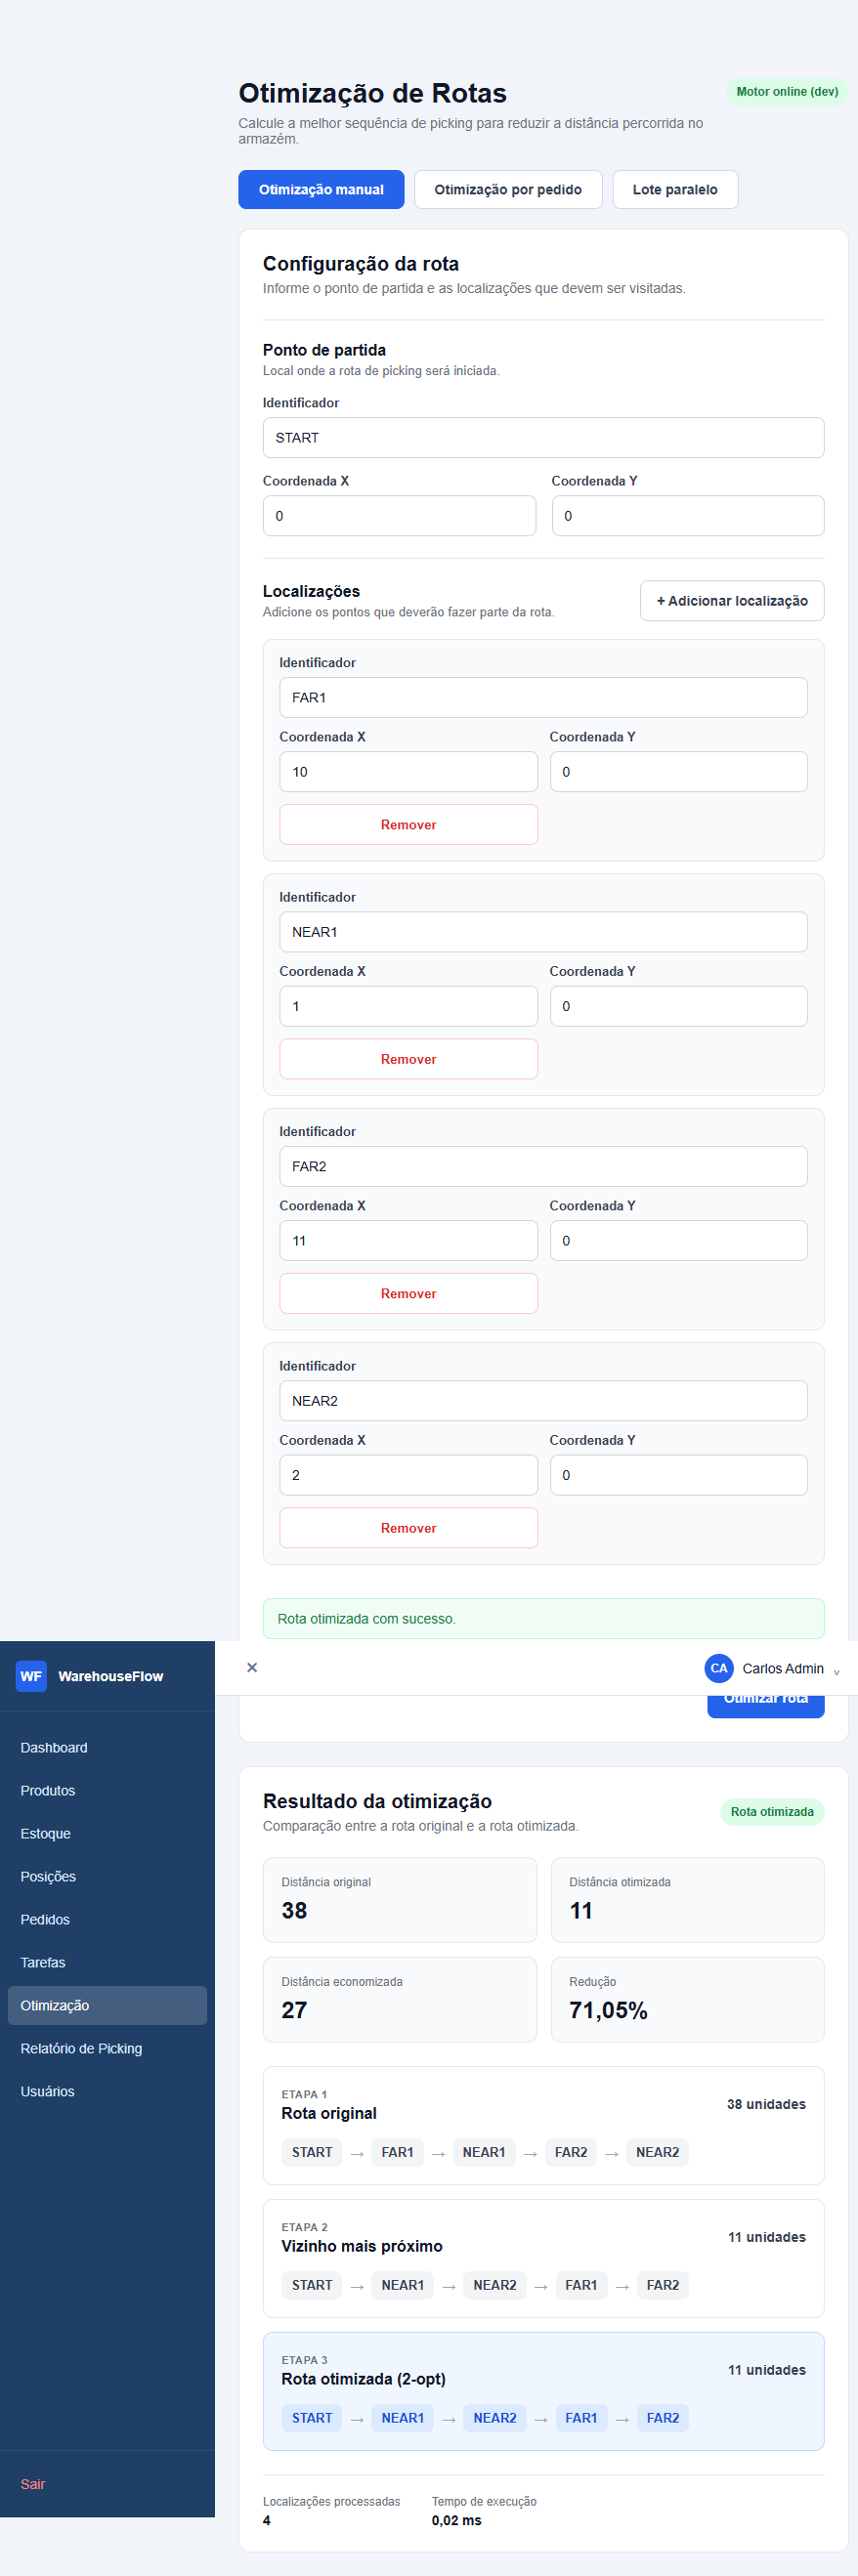 Otimização de Rotas
Motor online (dev)
Calcule a melhor sequência de picking para reduzir a distância percorrida no
armazém.
Otimização manual
Otimização por pedido
Lote paralelo
Configuração da rota
Informe o ponto de partida e as localizações que devem ser visitadas.
Ponto de partida
Local onde a rota de picking será iniciada.
Identificador
START
Coordenada X
Coordenada Y
0
0
Localizações
Adicione os pontos que deverão fazer parte da rota.
+ Adicionar localização
Identificador
FAR1
Coordenada X
Coordenada Y
10
0
Remover
Identificador
NEAR1
Coordenada X
Coordenada Y
1
0
Remover
Identificador
FAR2
Coordenada X
Coordenada Y
11
0
Remover
Identificador
NEAR2
Coordenada X
Coordenada Y
2
0
Remover
Rota otimizada com sucesso.
WF
WarehouseFlow
×
CA
Carlos Admin
Otimizar rota
Dashboard
Produtos
Estoque
Posições
Pedidos
Tarefas
Otimização
Relatório de Picking
Usuários
Sair
Resultado da otimização
Comparação entre a rota original e a rota otimizada.
Rota otimizada
Distância original
38
Distância otimizada
11
Distância economizada
27
Redução
71,05%
ETAPA 1
Rota original
38 unidades
START → FAR1 → NEAR1 → FAR2 → NEAR2
ETAPA 2
Vizinho mais próximo
11 unidades
START → NEAR1 → NEAR2 → FAR1 → FAR2
ETAPA 3
Rota otimizada (2-opt)
11 unidades
START → NEAR1 → NEAR2 → FAR1 → FAR2
Localizações processadas
4
Tempo de execução
0,02 ms